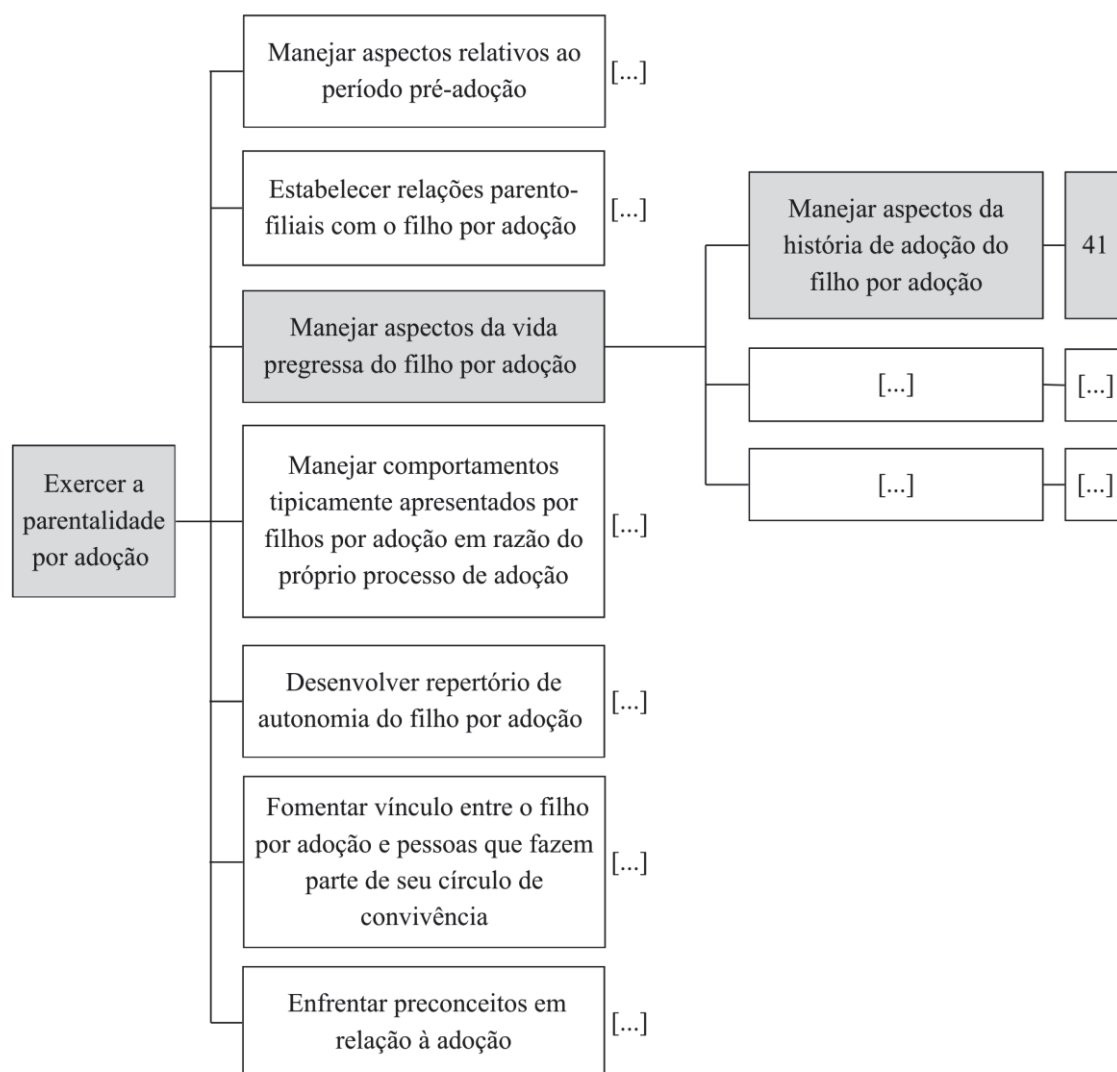 Manejar aspectos relativos ao
período pré-adoção
[...]
Estabelecer relações parento-
filiais com o filho por adoção
[...]
Manejar aspectos da
história de adoção do
filho por adoção
41
Manejar aspectos da vida
pregressa do filho por adoção
[...]
[...]
[...]
[...]
Exercer a
parentalidade
por adoção
Manejar comportamentos
tipicamente apresentados por
filhos por adoção em razão do
próprio processo de adoção
[...]
Desenvolver repertório de
autonomia do filho por adoção
[...]
Fomentar vínculo entre o filho
por adoção e pessoas que fazem
parte de seu círculo de
convivência
[...]
Enfrentar preconceitos em
relação à adoção
[...]